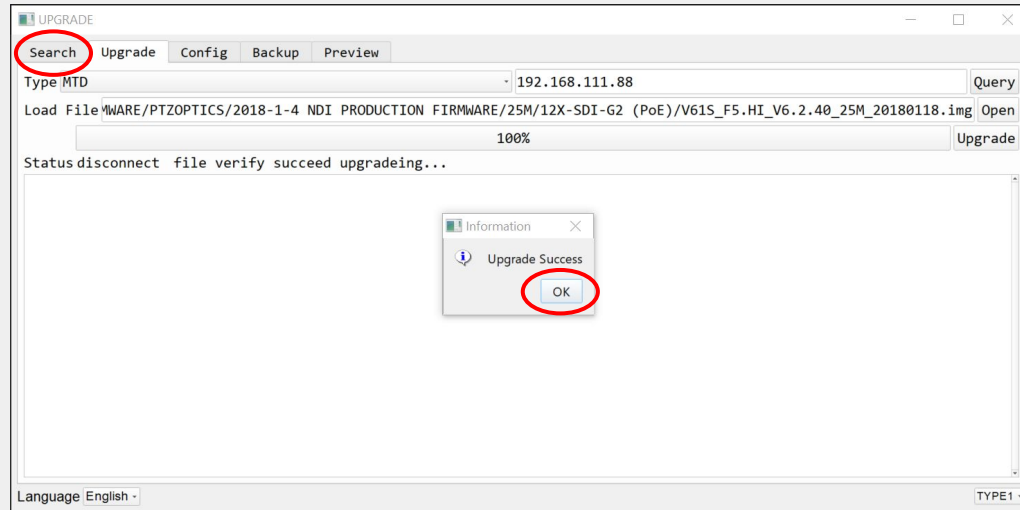 UPGRADE
Search Upgrade Config Backup Preview
Type MTD 192.168.111.88 Query
Load File MWARE/PTZOPTICS/2018-1-4 NDI PRODUCTION FIRMWARE/25M/12X-SDI-G2 (PoE)/V61S_F5.HI_V6.2.40_25M_20180118.img Open
100% Upgrade
Status disconnect file verify succeed upgradeing...
Information
Upgrade Success
OK
Language English TYPE1